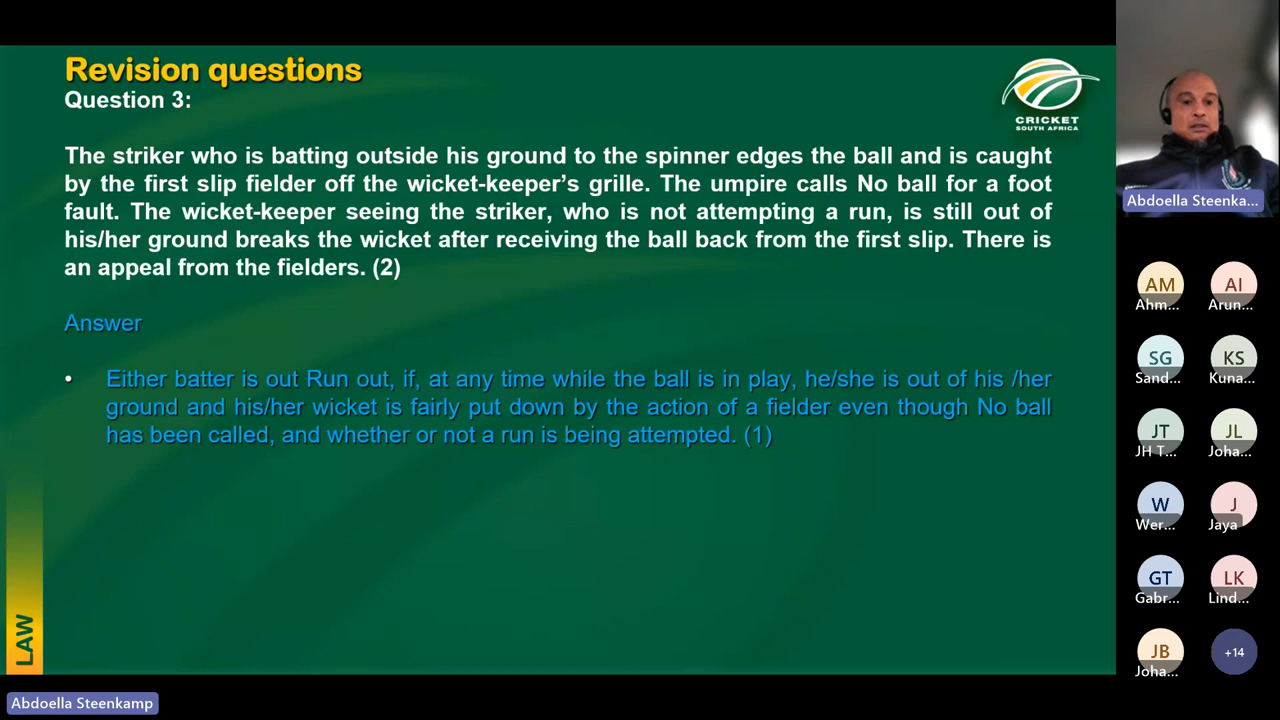 Revision questions
Question 3:
CRICKET
SOUTH AFRICA
The striker who is batting outside his ground to the spinner edges the ball and is caught
by the first slip fielder off the wicket-keeper’s grille. The umpire calls No ball for a foot
fault. The wicket-keeper seeing the striker, who is not attempting a run, is still out of
his/her ground breaks the wicket after receiving the ball back from the first slip. There is
an appeal from the fielders. (2)
Answer
• Either batter is out Run out, if, at any time while the ball is in play, he/she is out of his /her
ground and his/her wicket is fairly put down by the action of a fielder even though No ball
has been called, and whether or not a run is being attempted. (1)
LAW
Abdoella Steenkamp
Abdoella Steenka...
AM
Ahm...
AI
Arun...
SG
Sand...
KS
Kuna...
JT
JH T...
JL
Joha...
W
Wer...
J
Jaya
GT
Gabr...
LK
Lind...
JB
Joha...
+14